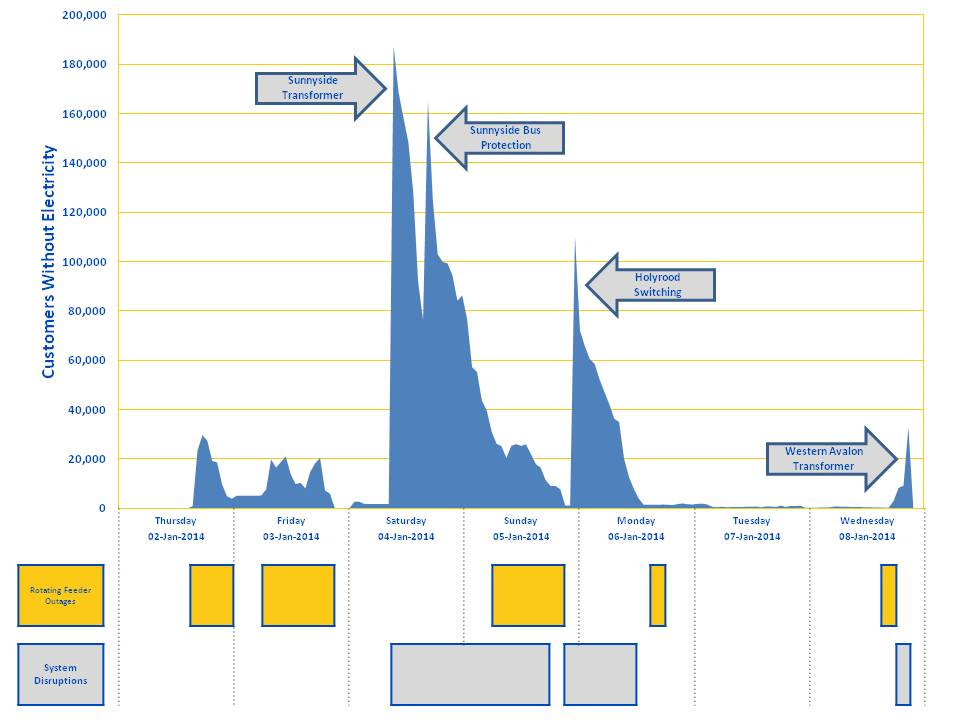 200,000
180,000
160,000
140,000
120,000
100,000
80,000
60,000
40,000
20,000
0
Customers Without Electricity
Sunnyside
Transformer
Sunnyside Bus
Protection
Holyrood
Switching
Western Avalon
Transformer
Thursday
02-Jan-2014
Friday
03-Jan-2014
Saturday
04-Jan-2014
Sunday
05-Jan-2014
Monday
06-Jan-2014
Tuesday
07-Jan-2014
Wednesday
08-Jan-2014
Rotating Feeder
Outages
System
Disruptions